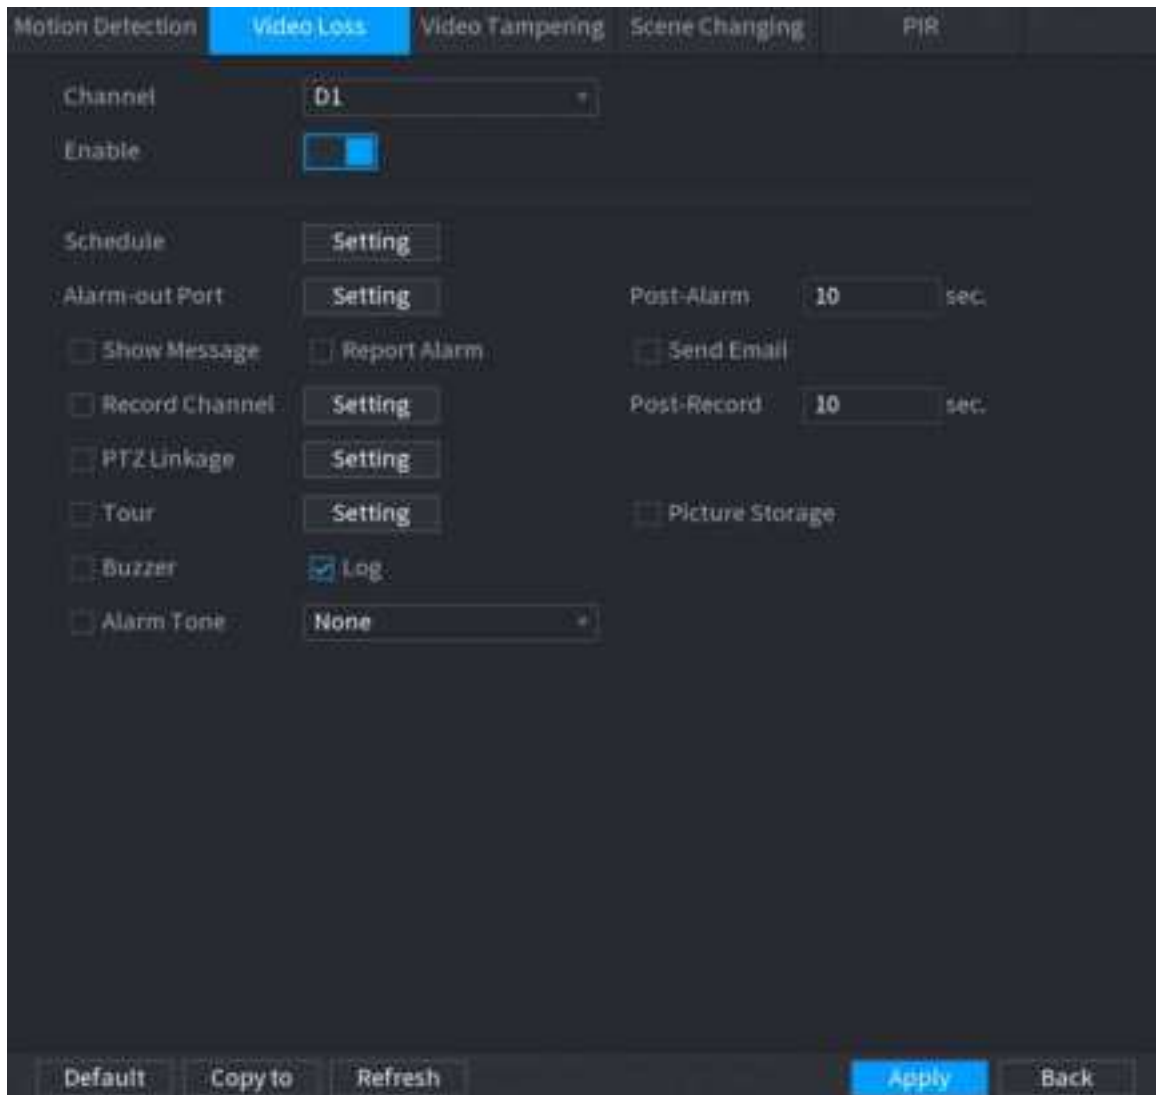 Motion Detection Video Loss Video Tampering Scene Changing PIR
Channel D1
Enable
Schedule Setting
Alarm-out Port Setting Post-Alarm 10 sec.
Show Message Report Alarm Send Email
Record Channel Setting Post-Record 10 sec.
PTZ Linkage Setting
Tour Setting Picture Storage
Buzzer Log
Alarm Tone None
Default Copy to Refresh Apply Back